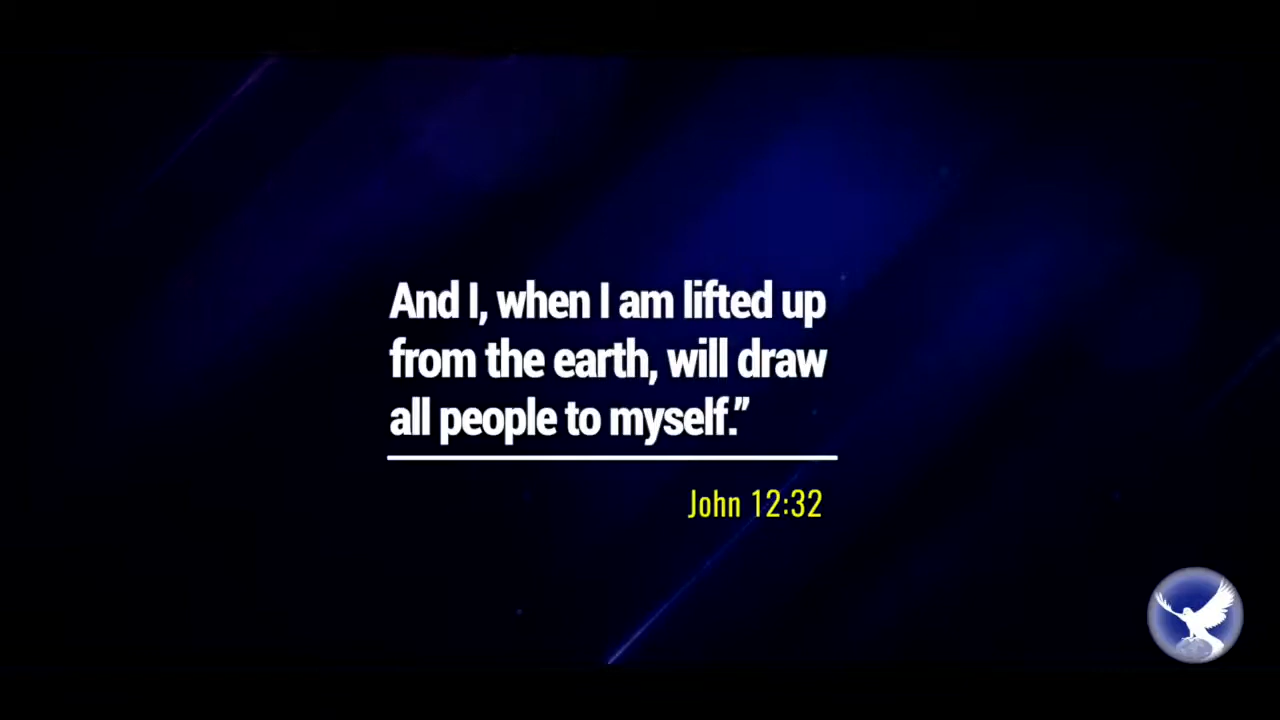 And I, when I am lifted up
from the earth, will draw
all people to myself.”
John 12:32